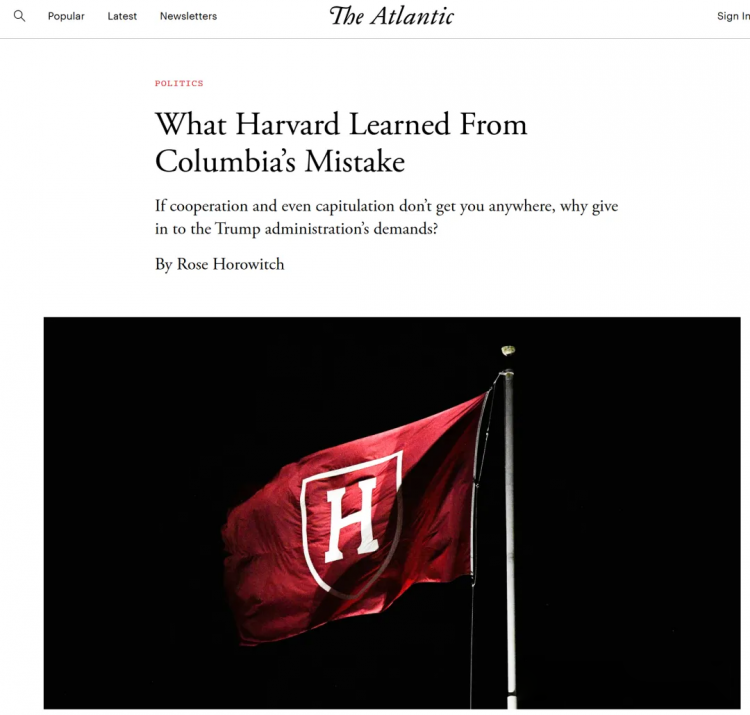 Popular Latest Newsletters The Atlantic Sign In
POLITICS
What Harvard Learned From
Columbia’s Mistake
If cooperation and even capitulation don’t get you anywhere, why give
in to the Trump administration’s demands?
By Rose Horowitch
H